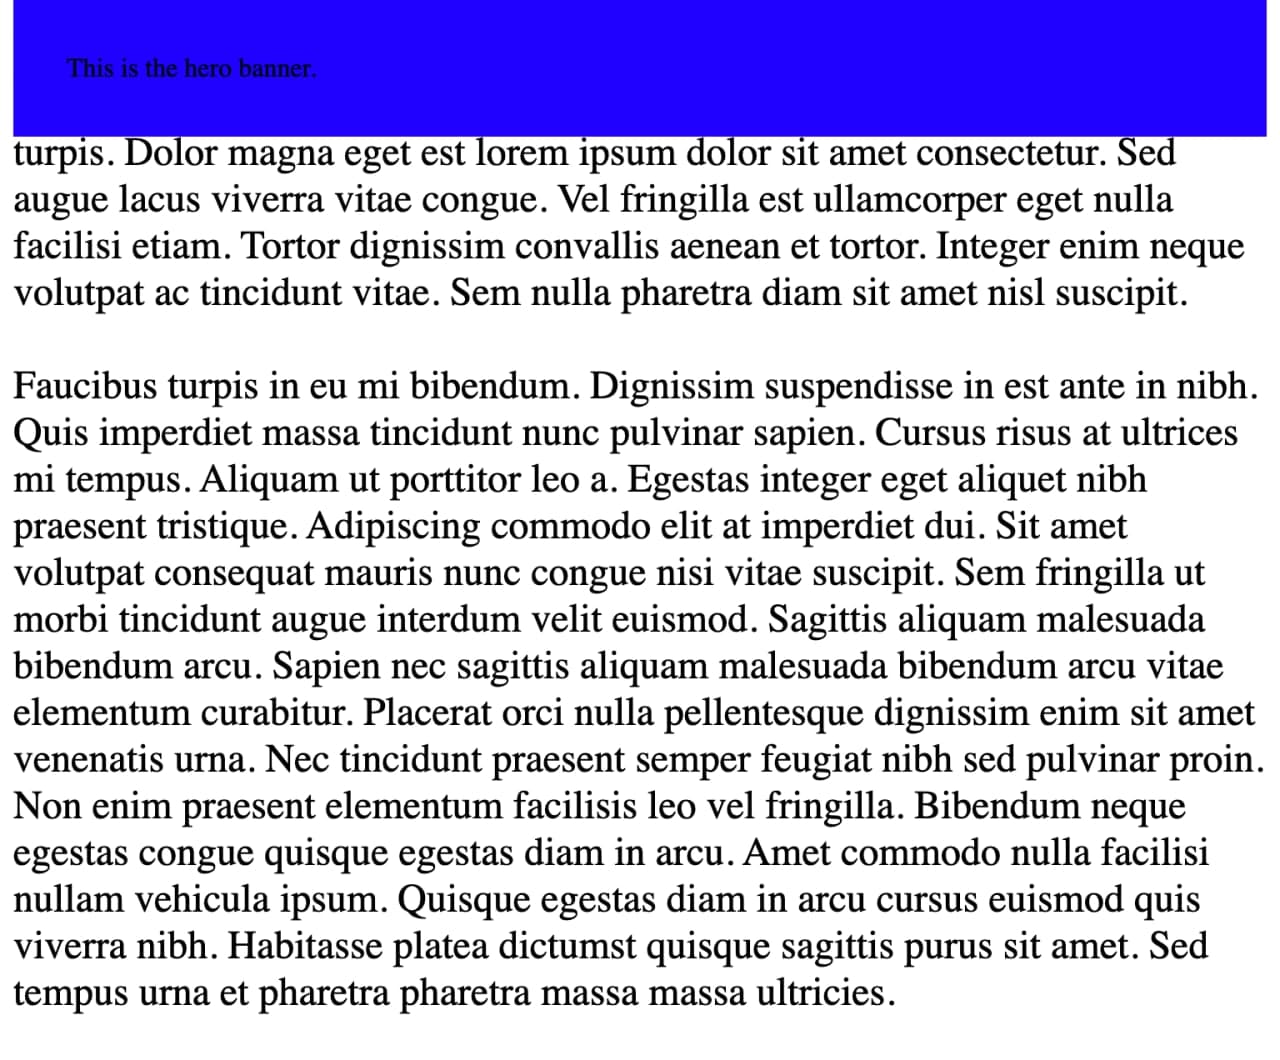 This is the hero banner.
turpis. Dolor magna eget est lorem ipsum dolor sit amet consectetur. Sed
augue lacus viverra vitae congue. Vel fringilla est ullamcorper eget nulla
facilisi etiam. Tortor dignissim convallis aenean et tortor. Integer enim neque
volutpat ac tincidunt vitae. Sem nulla pharetra diam sit amet nisl suscipit.
Faucibus turpis in eu mi bibendum. Dignissim suspendisse in est ante in nibh.
Quis imperdiet massa tincidunt nunc pulvinar sapien. Cursus risus at ultrices
mi tempus. Aliquam ut porttitor leo a. Egestas integer eget aliquet nibh
praesent tristique. Adipiscing commodo elit at imperdiet dui. Sit amet
volutpat consequat mauris nunc congue nisi vitae suscipit. Sem fringilla ut
morbi tincidunt augue interdum velit euismod. Sagittis aliquam malesuada
bibendum arcu. Sapien nec sagittis aliquam malesuada bibendum arcu vitae
elementum curabitur. Placerat orci nulla pellentesque dignissim enim sit amet
venenatis urna. Nec tincidunt praesent semper feugiat nibh sed pulvinar proin.
Non enim praesent elementum facilisis leo vel fringilla. Bibendum neque
egestas congue quisque egestas diam in arcu. Amet commodo nulla facilisi
nullam vehicula ipsum. Quisque egestas diam in arcu cursus euismod quis
viverra nibh. Habitasse platea dictumst quisque sagittis purus sit amet. Sed
tempus urna et pharetra pharetra massa massa ultricies.